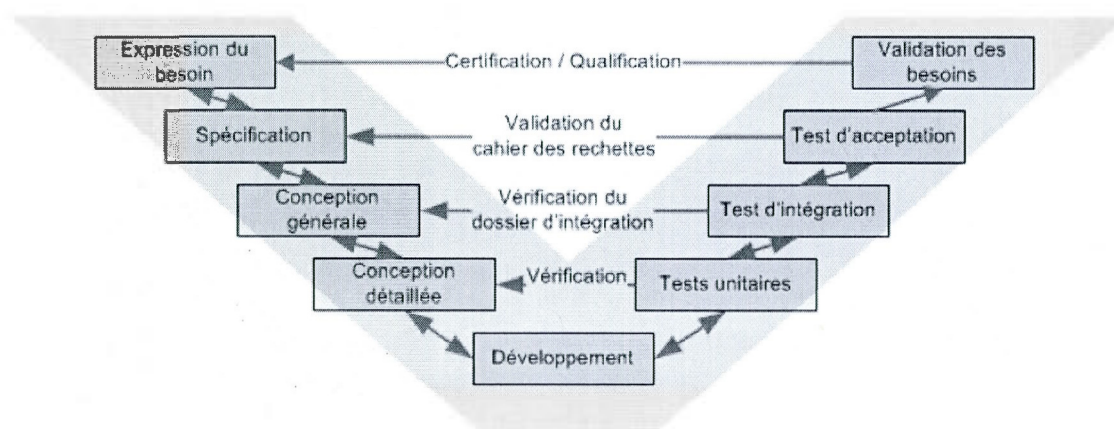 Expression du
besoin
Certification / Qualification
Validation des
besoins
Spécification
Validation du
cahier des rechettes
Test d'acceptation
Conception
générale
Vérification du
dossier d'intégration
Test d'intégration
Conception
détaillée
Vérification
Tests unitaires
Développement